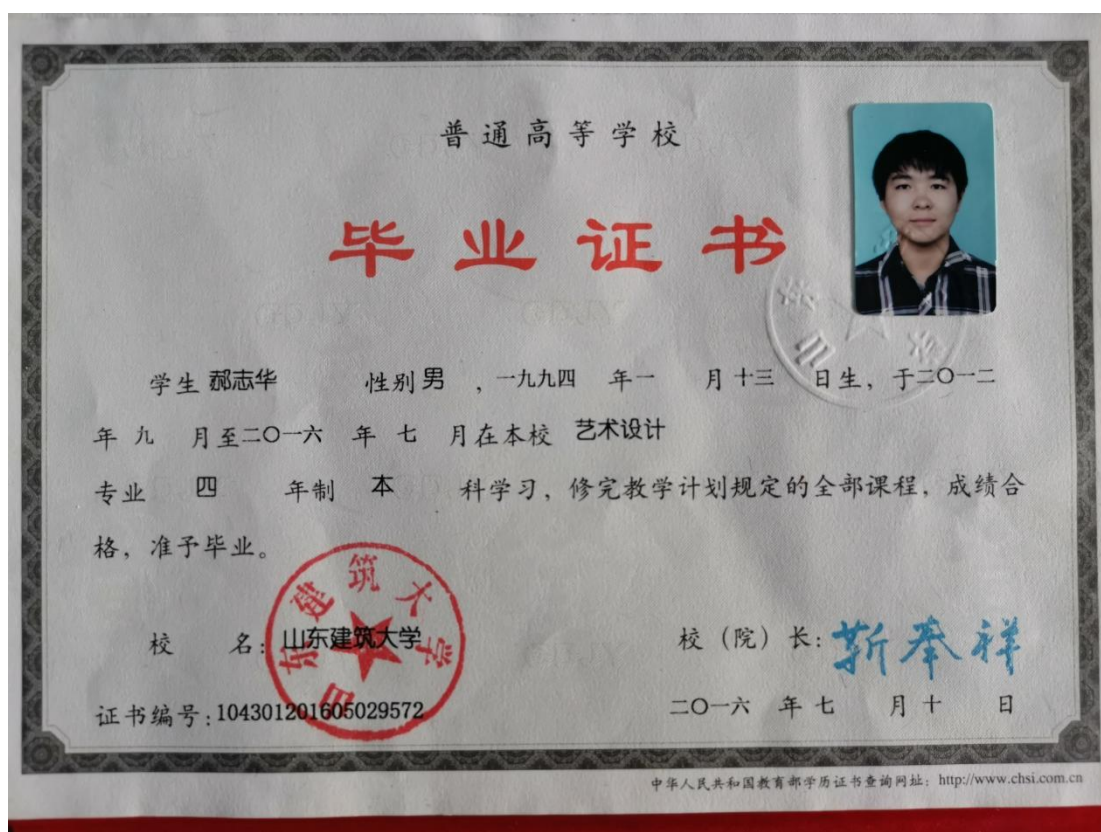 普通高等学校
毕业证书
学生 郝志华 性别 男 ，一九九四 年 一 月 十三 日生，于二〇一二
年 九 月至二〇一六 年 七 月在本校 艺术设计
专业 四 年制 本 科学习，修完教学计划规定的全部课程，成绩合
格，准予毕业。
山东建筑大学
校 名：山东建筑大学
校（院）长：靳奉祥
证书编号：104301201605029572
二〇一六 年 七 月 十 日
中华人民共和国教育部学历证书查询网址：http://www.chsi.com.cn